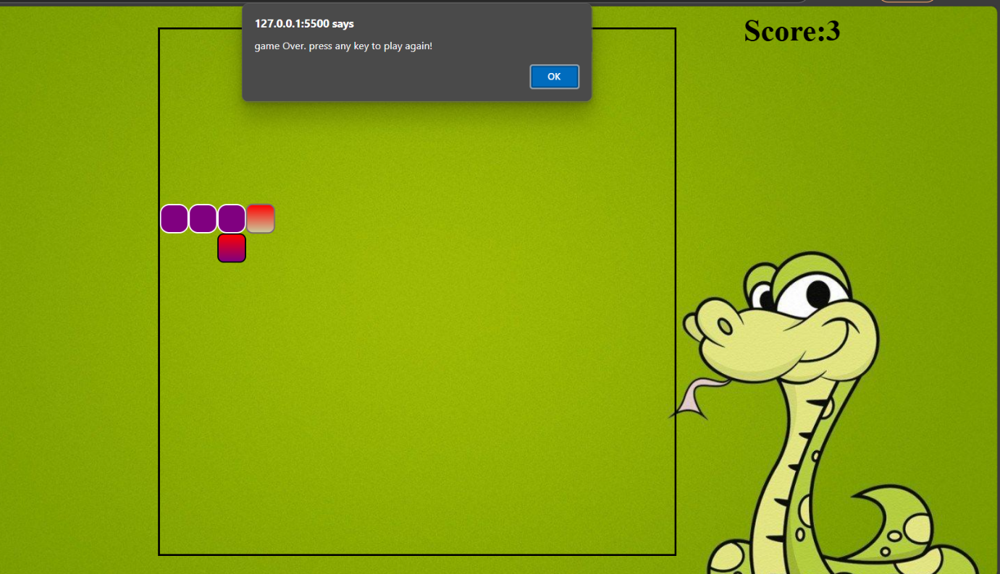 127.0.0.1:5500 says
game Over. press any key to play again!
OK
Score:3